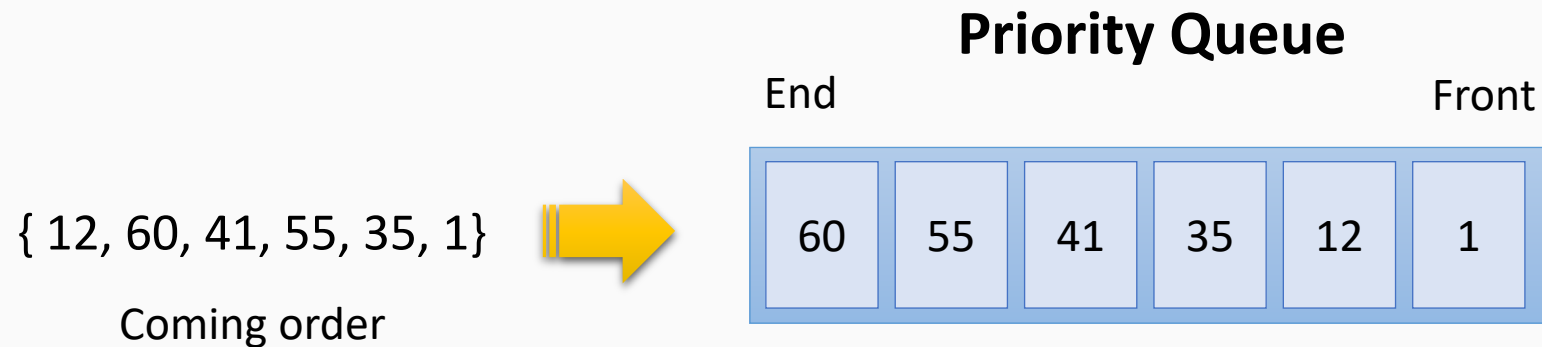 Priority Queue
End Front
{ 12, 60, 41, 55, 35, 1}
60 55 41 35 12 1
Coming order